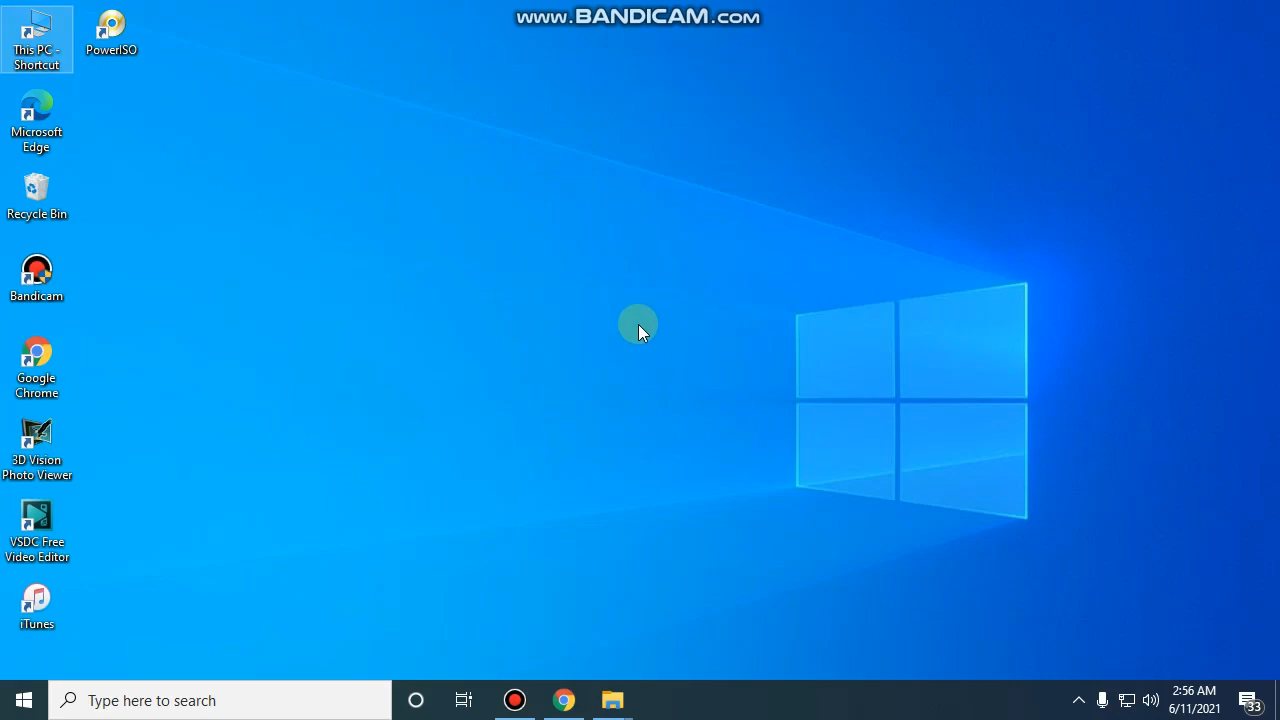 www.BANDICAM.com
This PC -
Shortcut
PowerISO
Microsoft
Edge
Recycle Bin
Bandicam
Google
Chrome
3D Vision
Photo Viewer
VSDC Free
Video Editor
iTunes
Type here to search
2:56 AM
6/11/2021
33